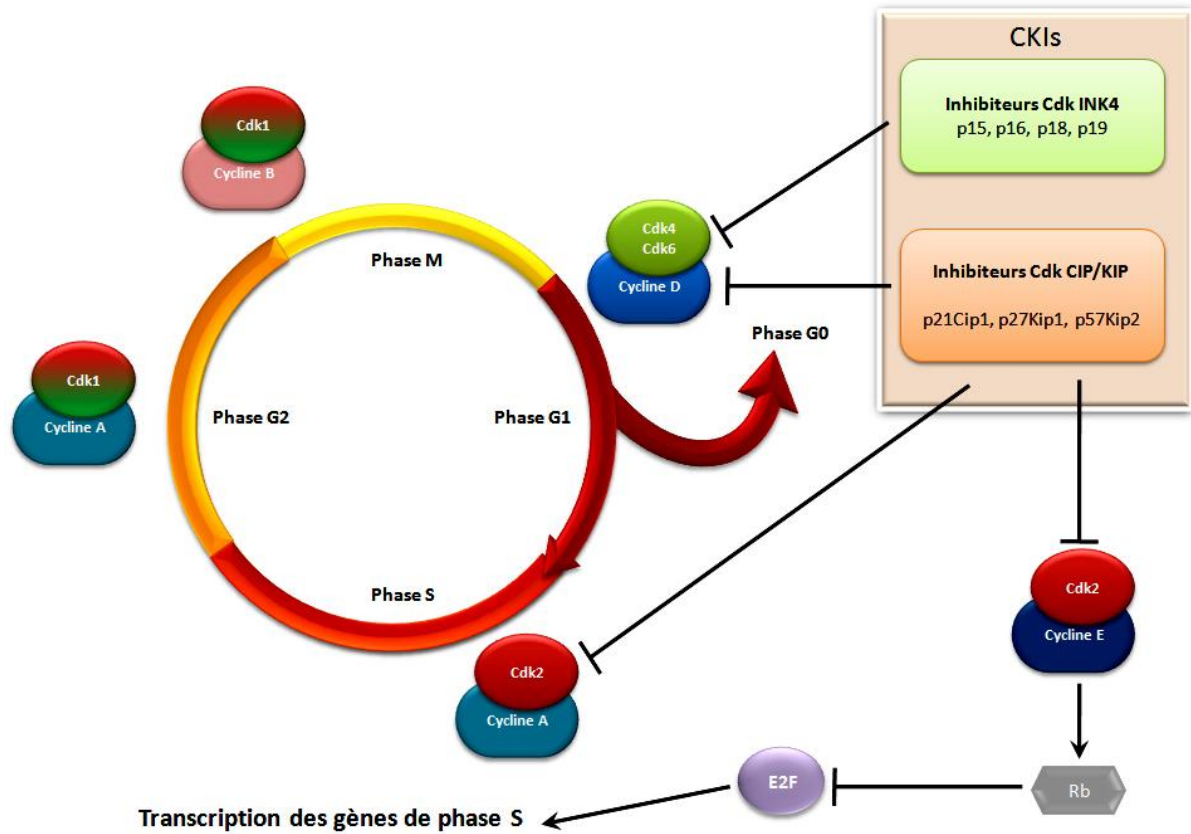 CKIs
Inhibiteurs Cdk INK4
p15, p16, p18, p19
Cdk1
Cycline B
Cdk4
Cdk6
Cycline D
Phase M
Inhibiteurs Cdk CIP/KIP
p21Cip1, p27Kip1, p57Kip2
Phase G0
Cdk1
Cycline A
Phase G2
Phase G1
Phase S
Cdk2
Cycline E
Cdk2
Cycline A
E2F
Rb
Transcription des gènes de phase S